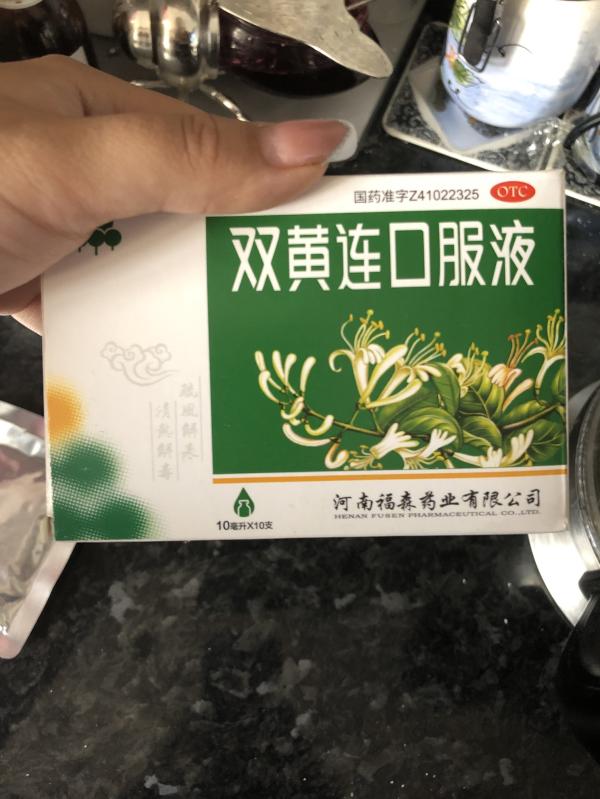 国药准字Z41022325 OTC
双黄连口服液
疏風解表
清熱解毒
10毫升X10支
河南福森药业有限公司
HENAN FUSEN PHARMACEUTICAL CO.,LTD.